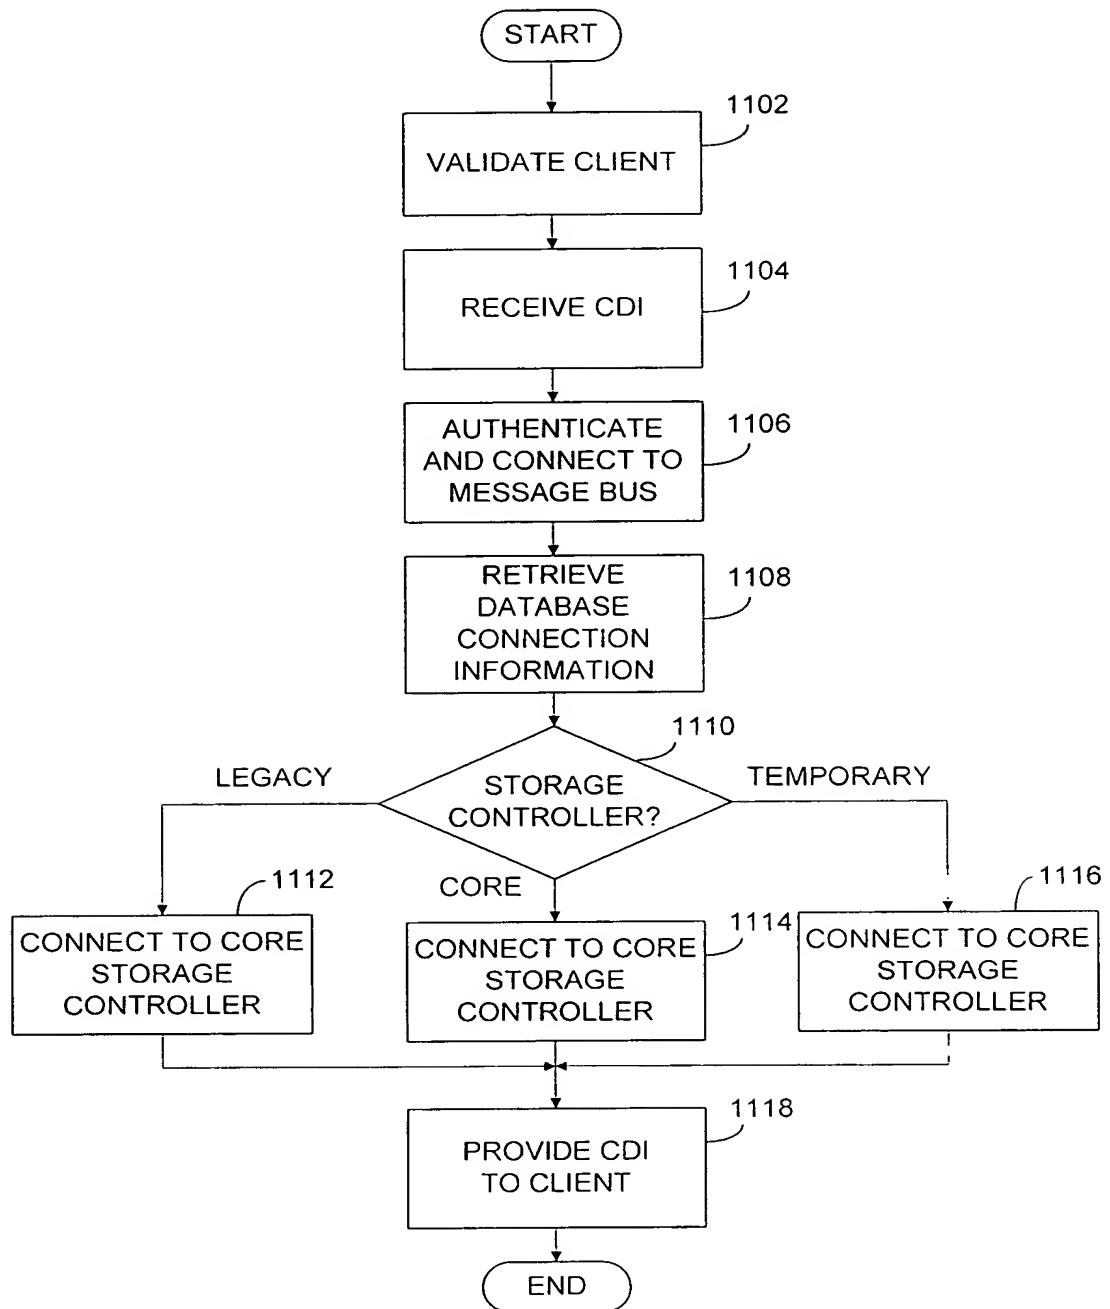 START
1102
VALIDATE CLIENT
1104
RECEIVE CDI
1106
AUTHENTICATE
AND CONNECT TO
MESSAGE BUS
1108
RETRIEVE
DATABASE
CONNECTION
INFORMATION
1110
LEGACY
STORAGE
CONTROLLER?
TEMPORARY
CORE
1112
CONNECT TO CORE
STORAGE
CONTROLLER
1114
CONNECT TO CORE
STORAGE
CONTROLLER
1116
CONNECT TO CORE
STORAGE
CONTROLLER
1118
PROVIDE CDI
TO CLIENT
END